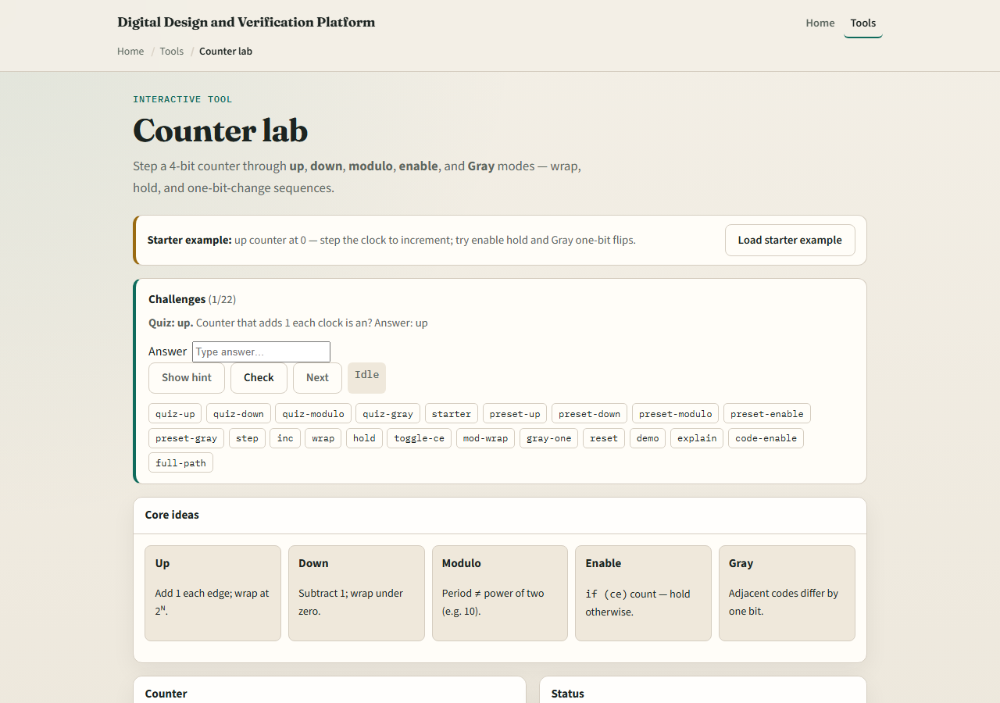 Digital Design and Verification Platform
Home Tools
Home / Tools / Counter lab
INTERACTIVE TOOL
Counter lab
Step a 4-bit counter through up, down, modulo, enable, and Gray modes — wrap,
hold, and one-bit-change sequences.
Starter example: up counter at 0 — step the clock to increment; try enable hold and Gray one-bit flips.
Load starter example
Challenges (1/22)
Quiz: up. Counter that adds 1 each clock is an? Answer: up
Answer Type answer...
Show hint Check Next Idle
quiz-up quiz-down quiz-modulo quiz-gray starter preset-up preset-down preset-modulo preset-enable
preset-gray step inc wrap hold toggle-ce mod-wrap gray-one reset demo explain code-enable
full-path
Core ideas
Up
Add 1 each edge; wrap at
2ᴺ.
Down
Subtract 1; wrap under
zero.
Modulo
Period ≠ power of two
(e.g. 10).
Enable
if (ce) count — hold
otherwise.
Gray
Adjacent codes differ by
one bit.
Counter
Status